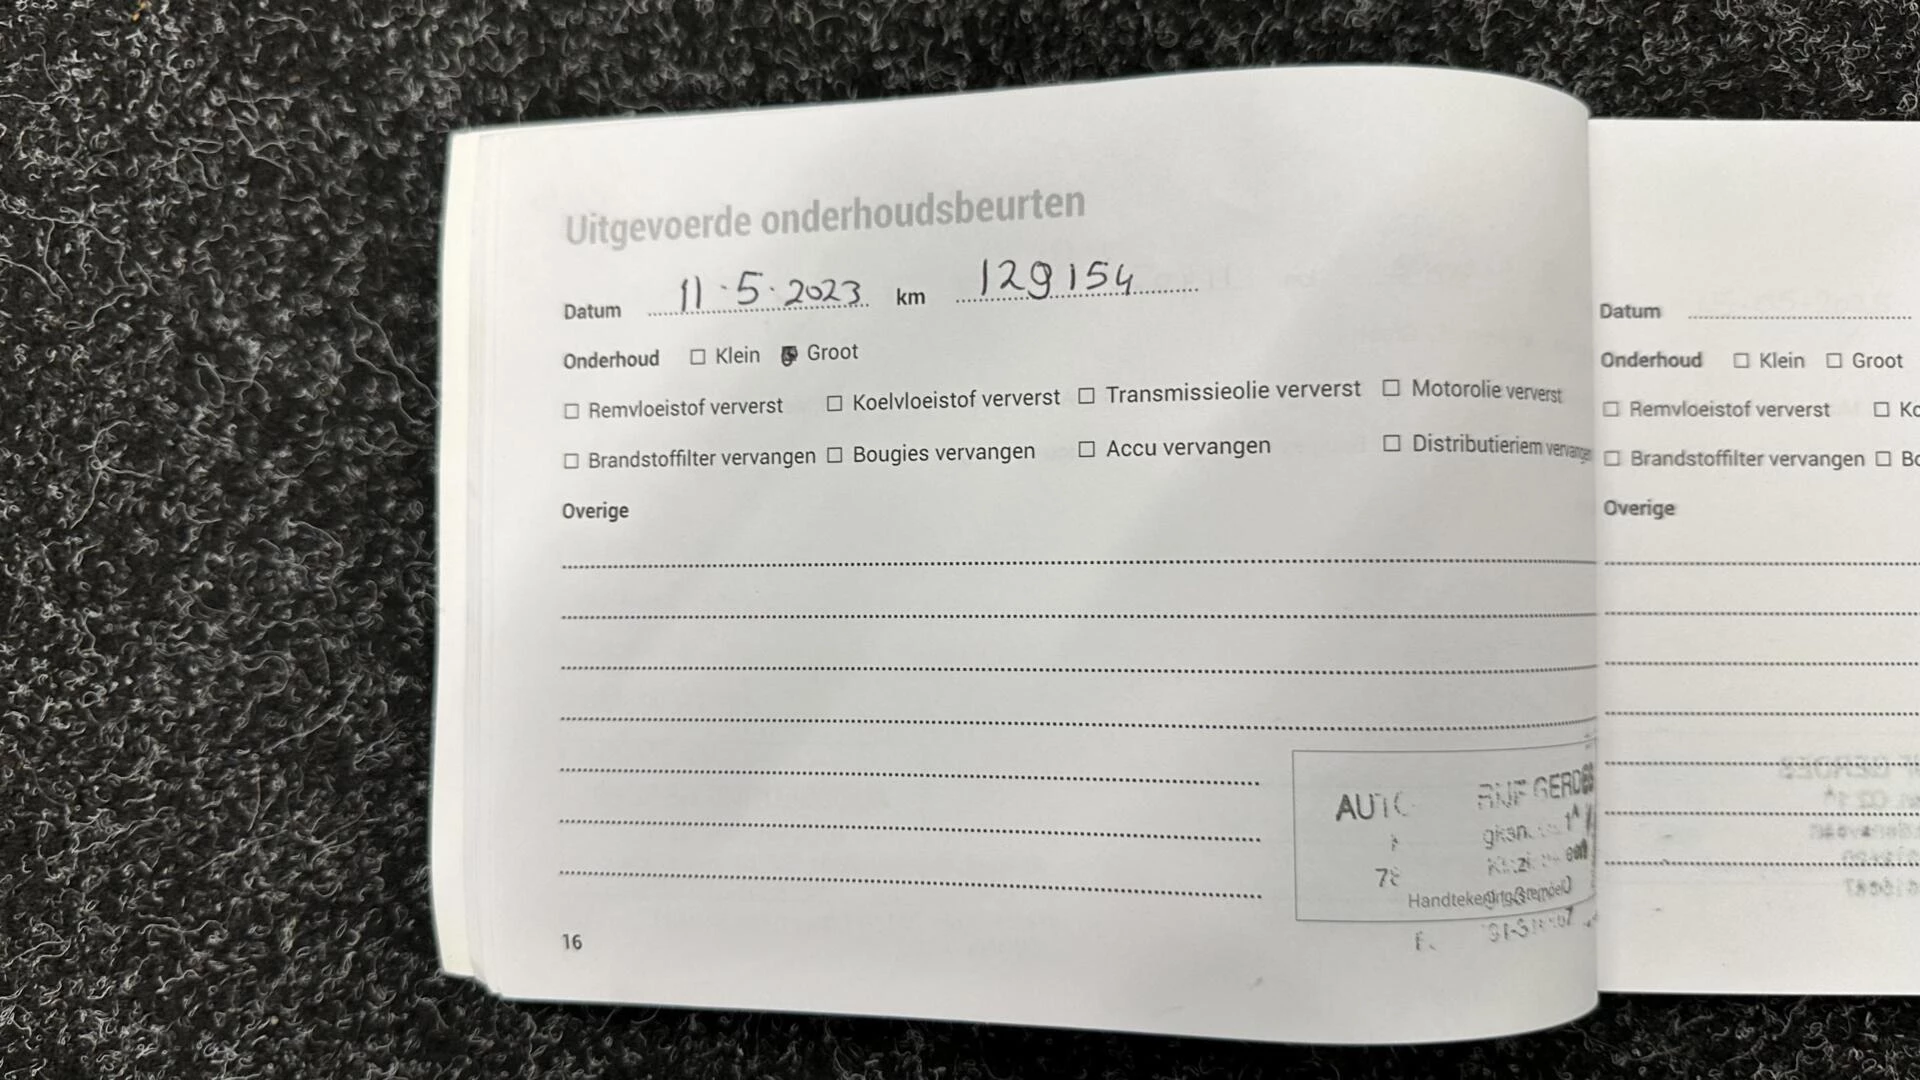 Uitgevoerde onderhoudsbeurten
Datum 11-5-2023 km 129154
Onderhoud ☐ Klein Groot
☐ Remvloeistof ververst ☐ Koelvloeistof ververst ☐ Transmissieolie ververst ☐ Motorolie ververst
☐ Brandstoffilter vervangen ☐ Bougies vervangen ☐ Accu vervangen ☐ Distributieriem vervangen
Overige
GERDES
16
Datum
Onderhoud ☐ Klein ☐ Groot
☐ Remvloeistof ververst ☐
☐ Brandstoffilter vervangen ☐
Overige